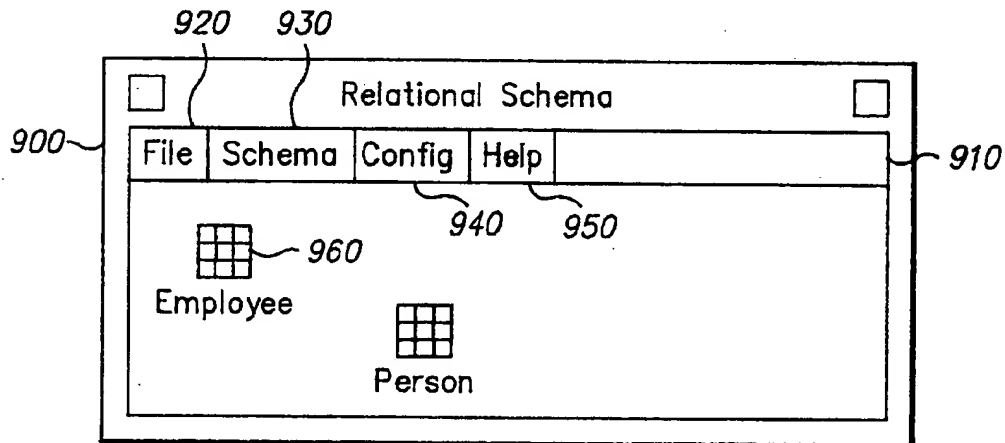 920 930
Relational Schema
900 File Schema Config Help 910
940 950
960
Employee
Person